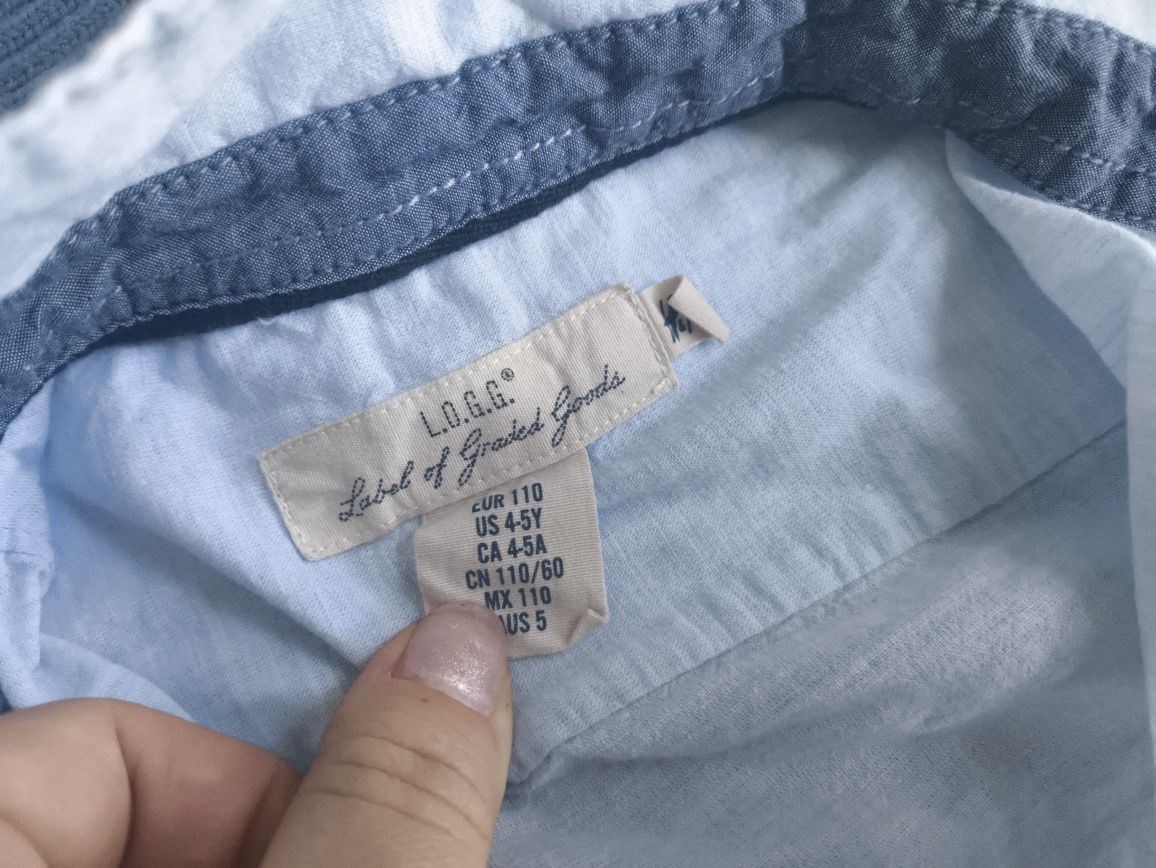 L.O.G.G.®
Label of Graded Goods
EUR 110
US 4-5Y
CA 4-5A
CN 110/60
MX 110
AUS 5